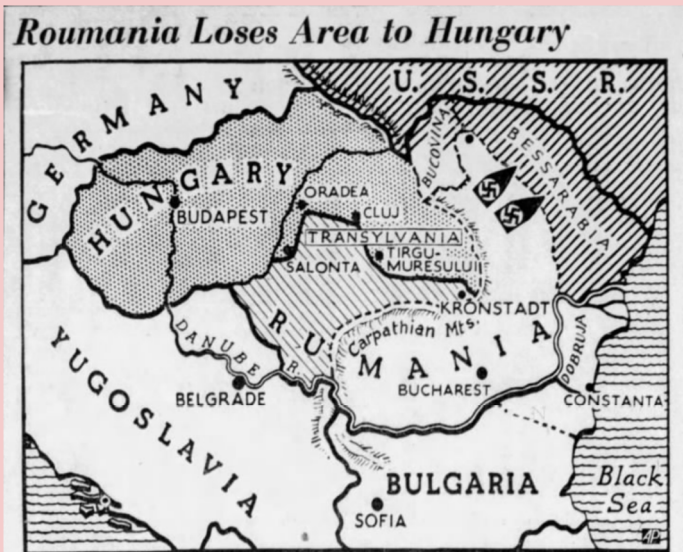 Roumania Loses Area to Hungary
U. S. S. R.
GERMANY
BUCOVINA
BESSARABIA
HUNGARY
ORADEA
BUDAPEST
CLUJ
TRANSYLVANIA
TIRGU-
MURESULUI
SALONTA
KRONSTADT
Carpathian Mts.
RUMANIA
DANUBE R.
DOBRUJA
YUGOSLAVIA
BELGRADE
BUCHAREST
CONSTANTA
BULGARIA
Black
Sea
SOFIA
AP